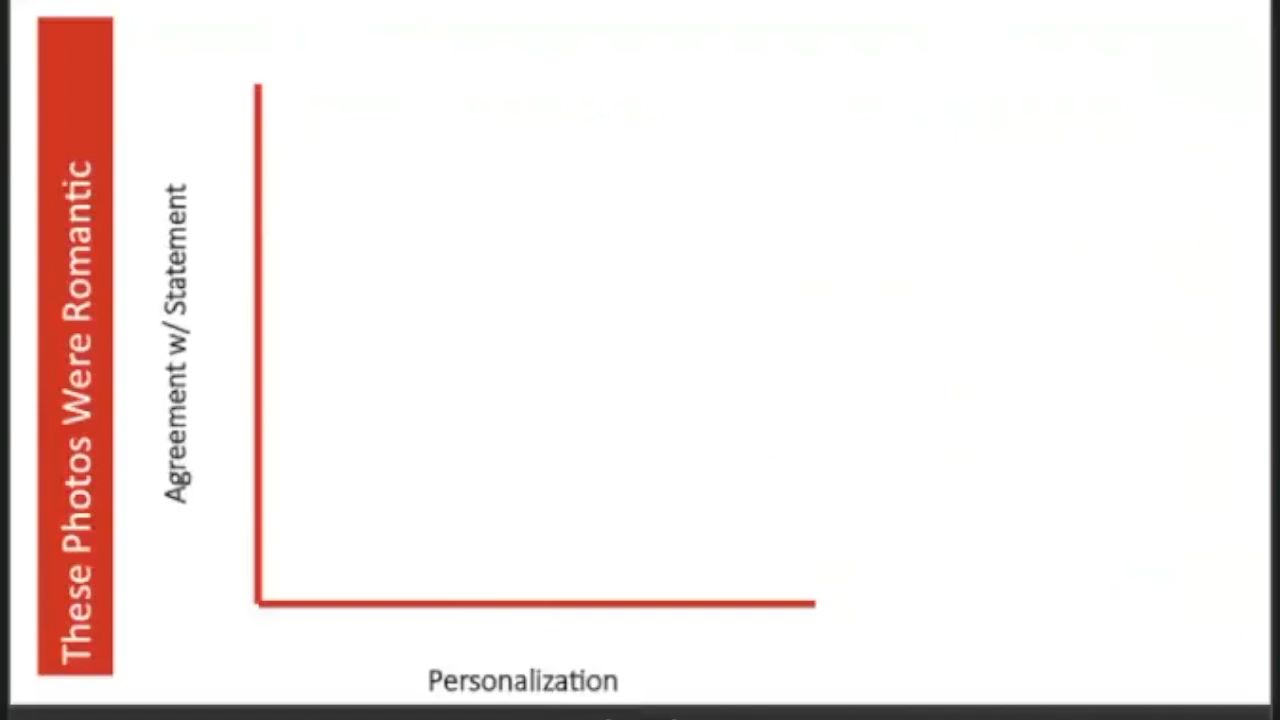 These Photos Were Romantic
Agreement w/ Statement
Personalization